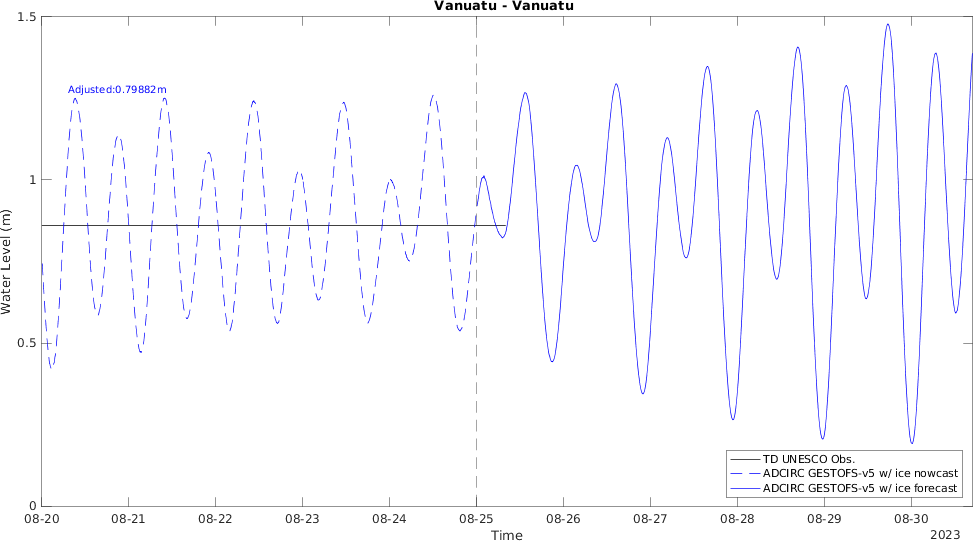 Vanuatu - Vanuatu
1.5
Adjusted:0.79882m
1
Water Level (m)
0.5
TD UNESCO Obs.
ADCIRC GESTOFS-v5 w/ ice nowcast
ADCIRC GESTOFS-v5 w/ ice forecast
0
08-20 08-21 08-22 08-23 08-24 08-25 08-26 08-27 08-28 08-29 08-30
Time
2023